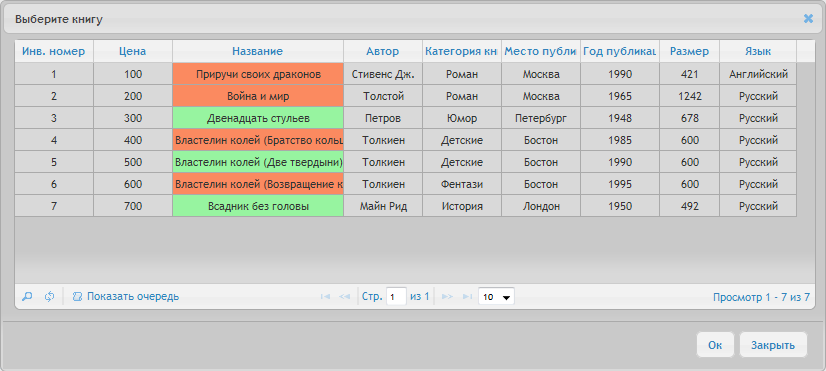 Выберите книгу
Инв. номер Цена Название Автор Категория кн Место публи Год публикац Размер Язык
1 100 Приручи своих драконов Стивенс Дж. Роман Москва 1990 421 Английский
2 200 Война и мир Толстой Роман Москва 1965 1242 Русский
3 300 Двенадцать стульев Петров Юмор Петербург 1948 678 Русский
4 400 Властелин колей (Братство кольц Толкиен Детские Бостон 1985 600 Русский
5 500 Властелин колей (Две твердыни) Толкиен Детские Бостон 1990 600 Русский
6 600 Властелин колей (Возвращение к Толкиен Фентази Бостон 1995 600 Русский
7 700 Всадник без головы Майн Рид История Лондон 1950 492 Русский
Показать очередь Стр. 1 из 1 10 Просмотр 1 - 7 из 7
Ок Закрыть